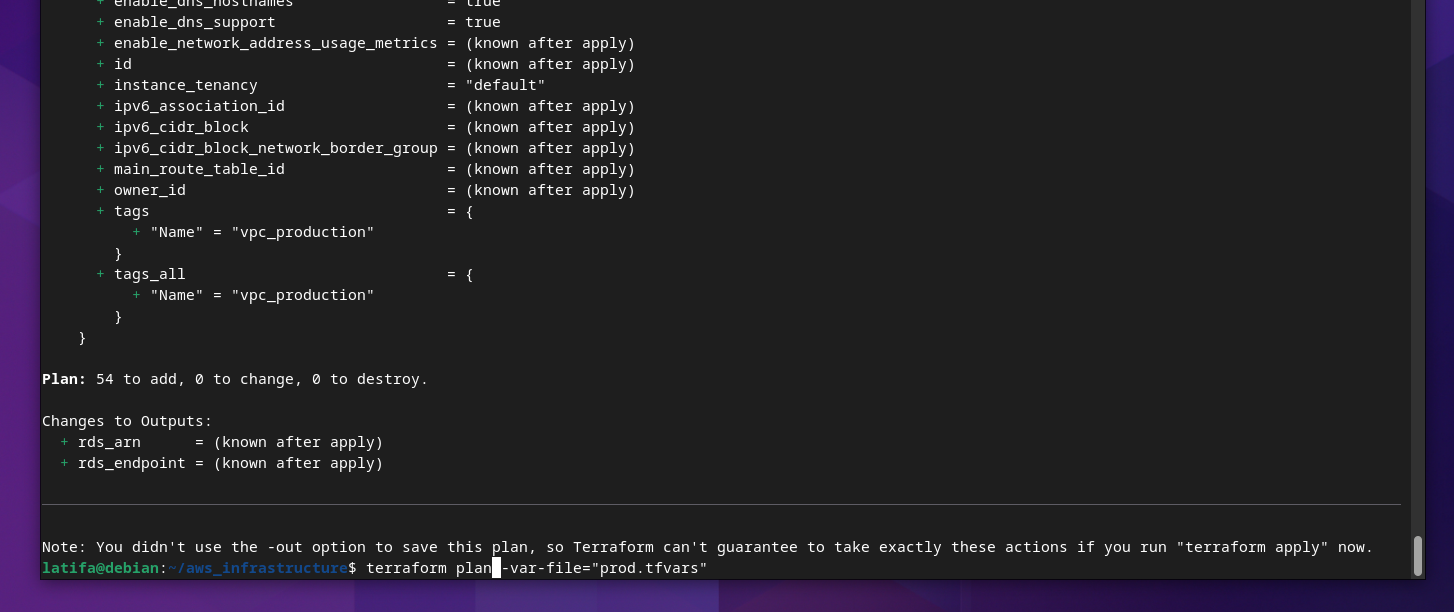 + enable_dns_hostnames = true
+ enable_dns_support = true
+ enable_network_address_usage_metrics = (known after apply)
+ id = (known after apply)
+ instance_tenancy = "default"
+ ipv6_association_id = (known after apply)
+ ipv6_cidr_block = (known after apply)
+ ipv6_cidr_block_network_border_group = (known after apply)
+ main_route_table_id = (known after apply)
+ owner_id = (known after apply)
+ tags = {
+ "Name" = "vpc_production"
}
+ tags_all = {
+ "Name" = "vpc_production"
}
}
Plan: 54 to add, 0 to change, 0 to destroy.
Changes to Outputs:
+ rds_arn = (known after apply)
+ rds_endpoint = (known after apply)
Note: You didn't use the -out option to save this plan, so Terraform can't guarantee to take exactly these actions if you run "terraform apply" now.
latifa@debian:~/aws_infrastructure$ terraform plan -var-file="prod.tfvars"